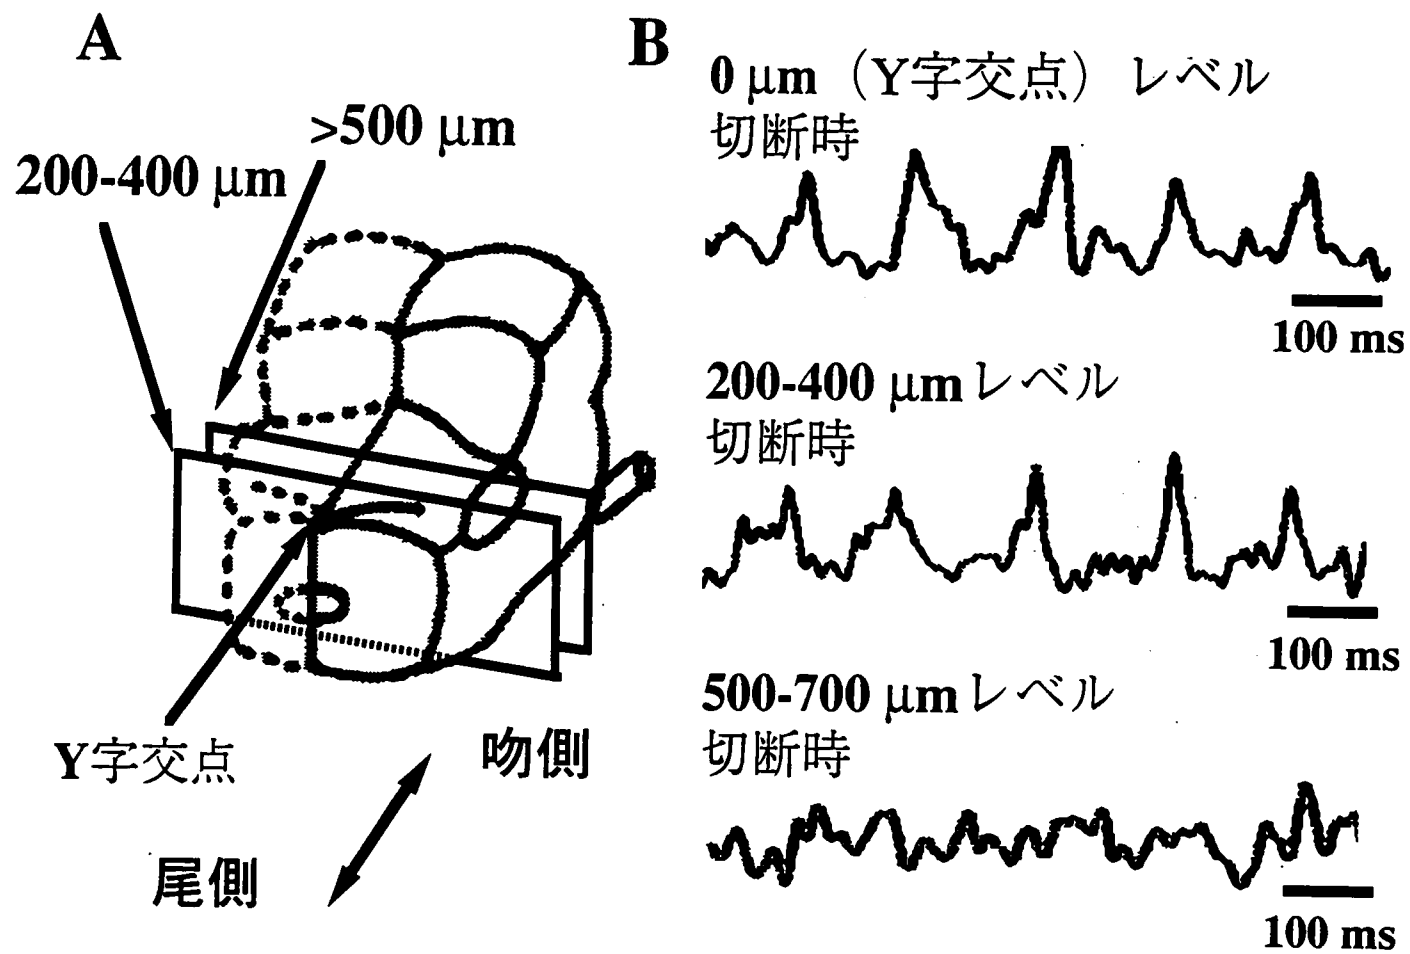 A
>500 μm
200-400 μm
Y字交点
吻側
尾側
B
0 μm（Y字交点）レベル
切断時
100 ms
200-400 μmレベル
切断時
100 ms
500-700 μmレベル
切断時
100 ms